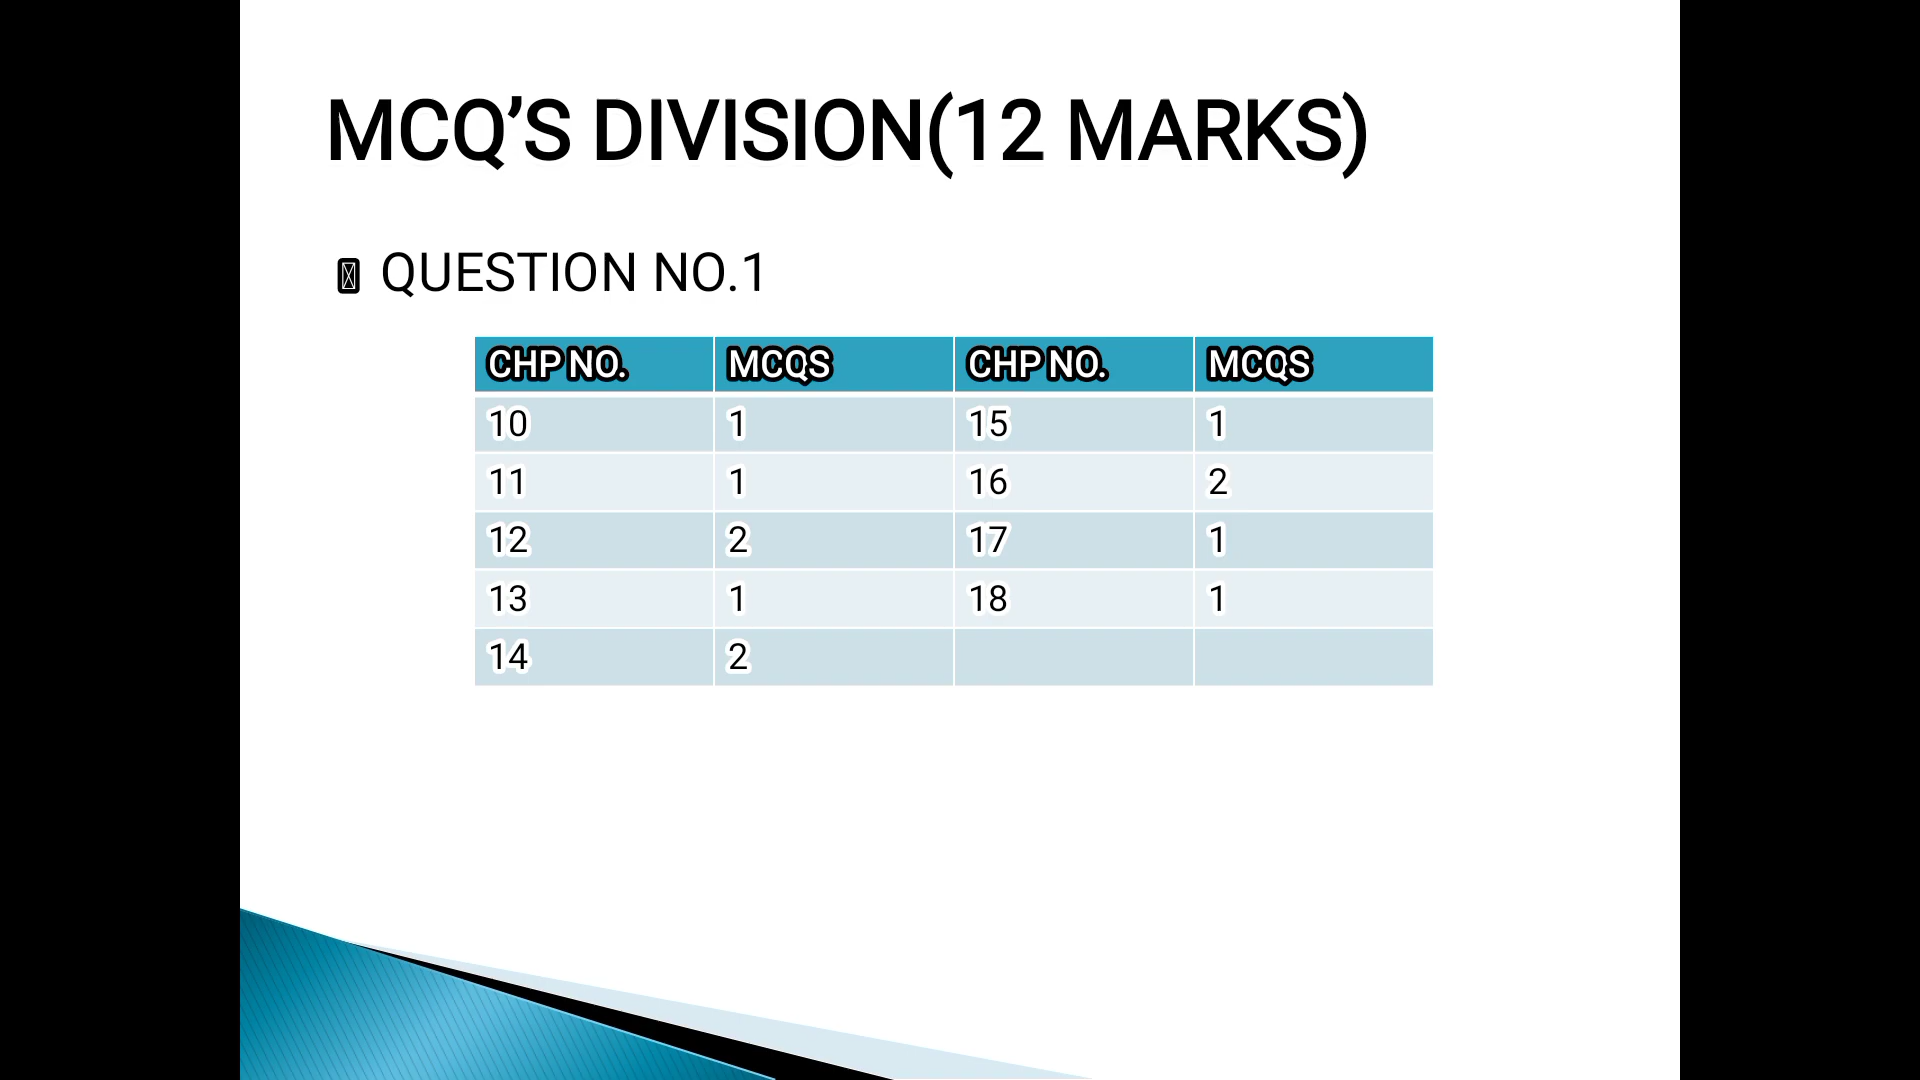 MCQ’S DIVISION(12 MARKS)
QUESTION NO.1
CHP NO. MCQS CHP NO. MCQS
10 1 15 1
11 1 16 2
12 2 17 1
13 1 18 1
14 2